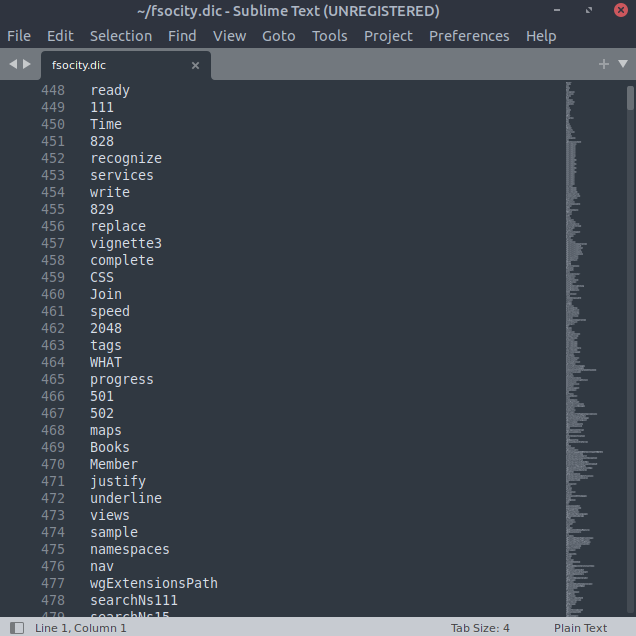 ~/fsocity.dic - Sublime Text (UNREGISTERED)
File Edit Selection Find View Goto Tools Project Preferences Help
fsocity.dic
448 ready
449 111
450 Time
451 828
452 recognize
453 services
454 write
455 829
456 replace
457 vignette3
458 complete
459 CSS
460 Join
461 speed
462 2048
463 tags
464 WHAT
465 progress
466 501
467 502
468 maps
469 Books
470 Member
471 justify
472 underline
473 views
474 sample
475 namespaces
476 nav
477 wgExtensionsPath
478 searchNs111
479 searchNs15
Line 1, Column 1 Tab Size: 4 Plain Text